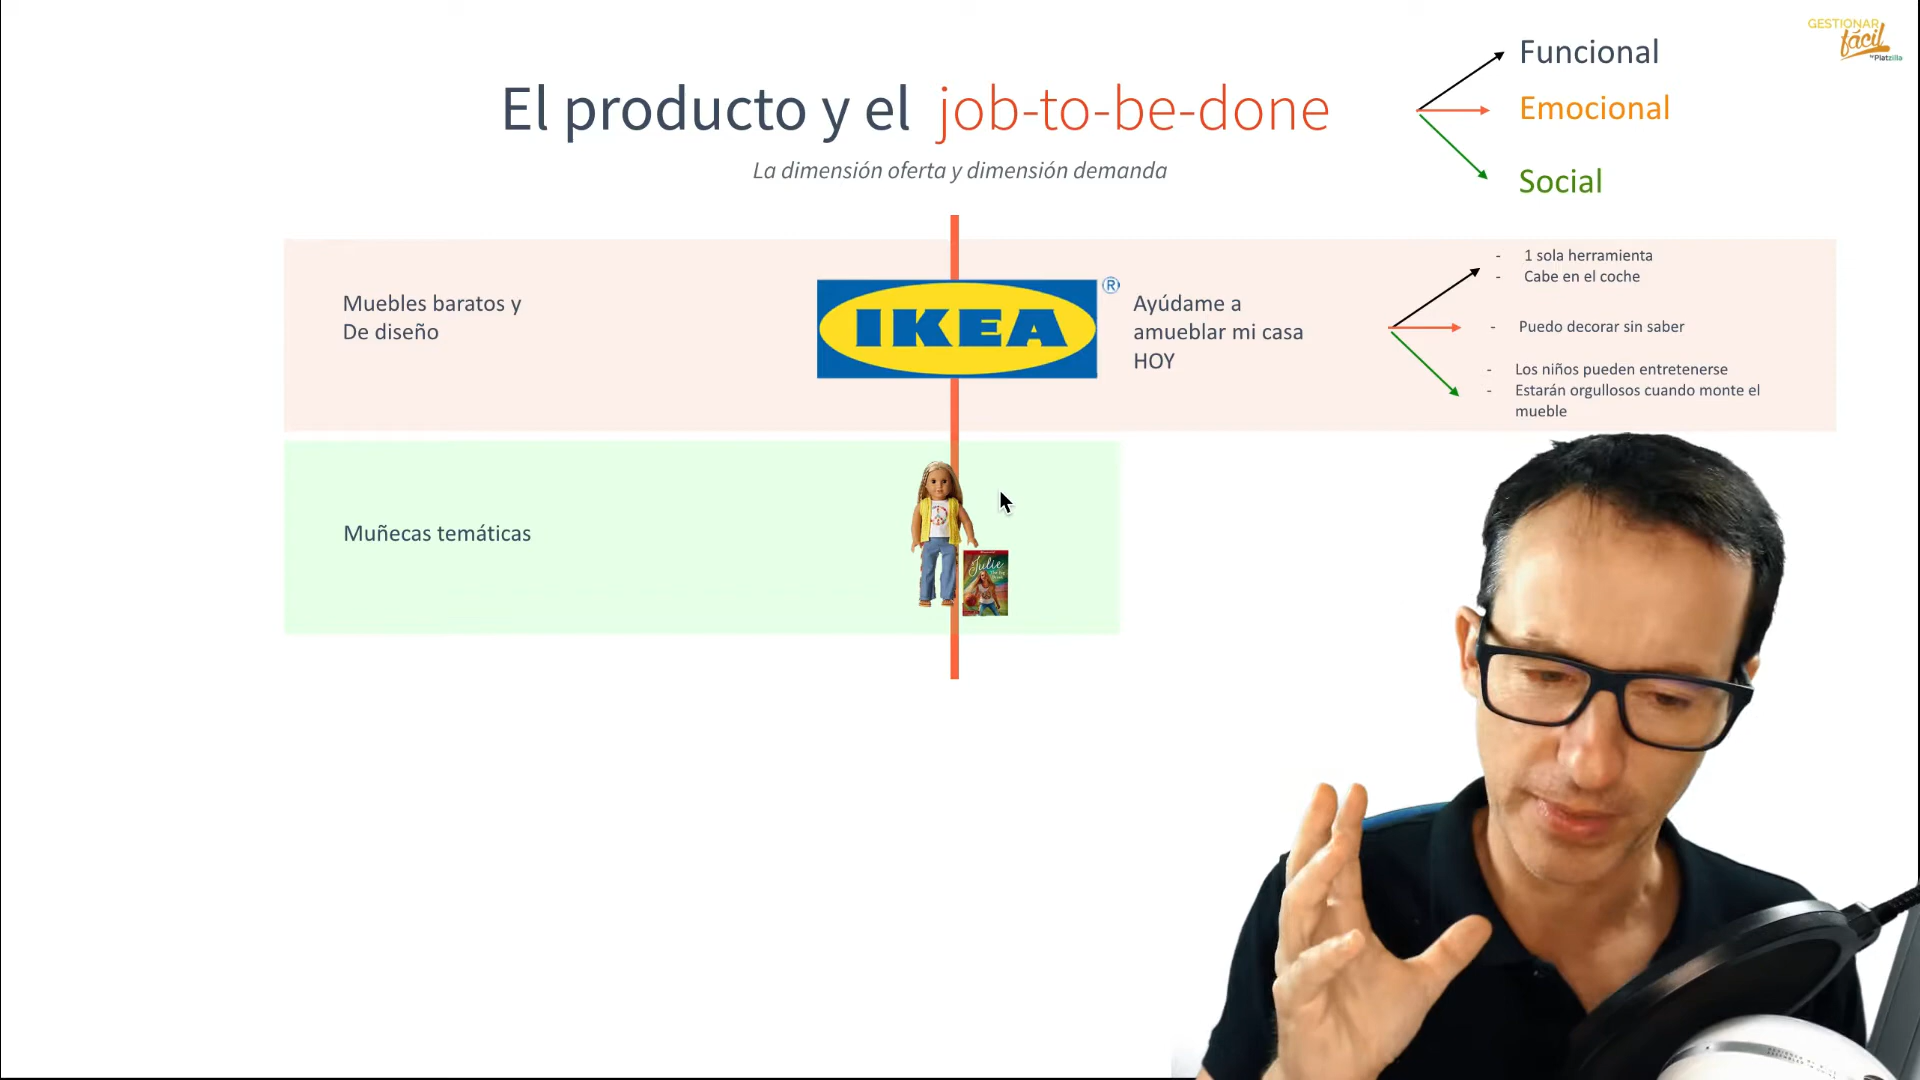 GESTIONAR
fácil
by Platzilla
El producto y el job-to-be-done
La dimensión oferta y dimensión demanda
Funcional
Emocional
Social
Muebles baratos y
De diseño
IKEA
®
Ayúdame a
amueblar mi casa
HOY
- 1 sola herramienta
- Cabe en el coche
- Puedo decorar sin saber
- Los niños pueden entretenerse
- Estarán orgullosos cuando monte el
mueble
Muñecas temáticas
Julie